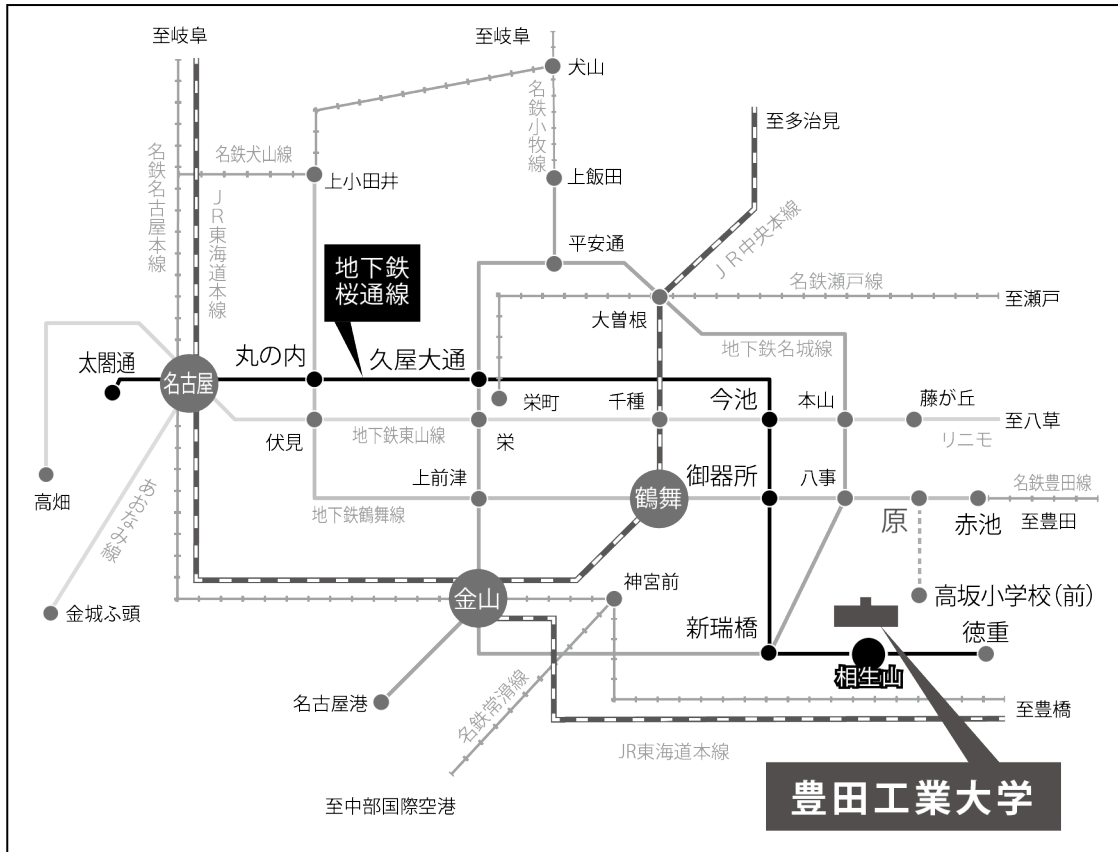 至岐阜
至岐阜
犬山
名鉄小牧線
至多治見
名鉄名古屋本線
名鉄犬山線
上小田井
上飯田
JR東海道本線
平安通
JR中央本線
地下鉄
桜通線
名鉄瀬戸線
至瀬戸
大曽根
地下鉄名城線
太閤通
名古屋
丸の内
久屋大通
栄町
千種
今池
本山
藤が丘
至八草
リニモ
伏見
地下鉄東山線
栄
高畑
あおなみ線
上前津
地下鉄鶴舞線
鶴舞
御器所
八事
原
赤池
名鉄豊田線
至豊田
金城ふ頭
金山
神宮前
高坂小学校(前)
新瑞橋
徳重
相生山
名古屋港
名鉄常滑線
至豊橋
JR東海道本線
至中部国際空港
豊田工業大学